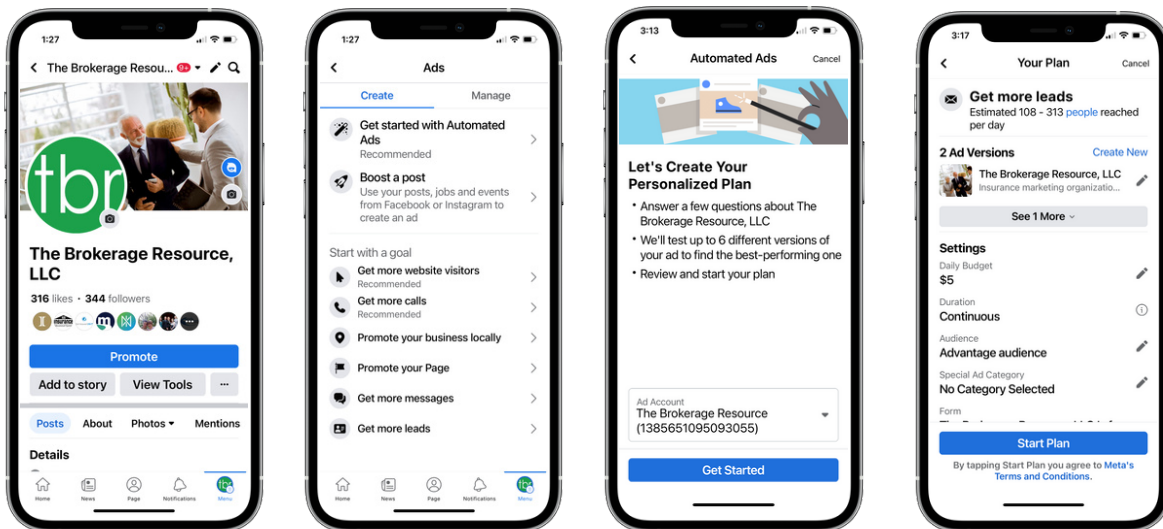 1:27
The Brokerage Resou...
9+
tbr
The Brokerage Resource,
LLC
316 likes • 344 followers
Promote
Add to story
View Tools
...
Posts
About
Photos
Mentions
Details
Home
News
Page
Notifications
Menu
1:27
Ads
Create
Manage
Get started with Automated
Ads
Recommended
Boost a post
Use your posts, jobs and events
from Facebook or Instagram to
create an ad
Start with a goal
Get more website visitors
Recommended
Get more calls
Recommended
Promote your business locally
Promote your Page
Get more messages
Get more leads
Home
News
Page
Notifications
tbr
Menu
3:13
Automated Ads
Cancel
Let's Create Your
Personalized Plan
• Answer a few questions about The
Brokerage Resource, LLC
• We'll test up to 6 different versions of
your ad to find the best-performing one
• Review and start your plan
Ad Account
The Brokerage Resource
(1385651095093055)
Get Started
3:17
Your Plan
Cancel
Get more leads
Estimated 108 - 313 people reached
per day
2 Ad Versions
Create New
The Brokerage Resource, LLC
Insurance marketing organizatio...
See 1 More
Settings
Daily Budget
$5
Duration
Continuous
Audience
Advantage audience
Special Ad Category
No Category Selected
Form
Start Plan
By tapping Start Plan you agree to Meta's
Terms and Conditions.